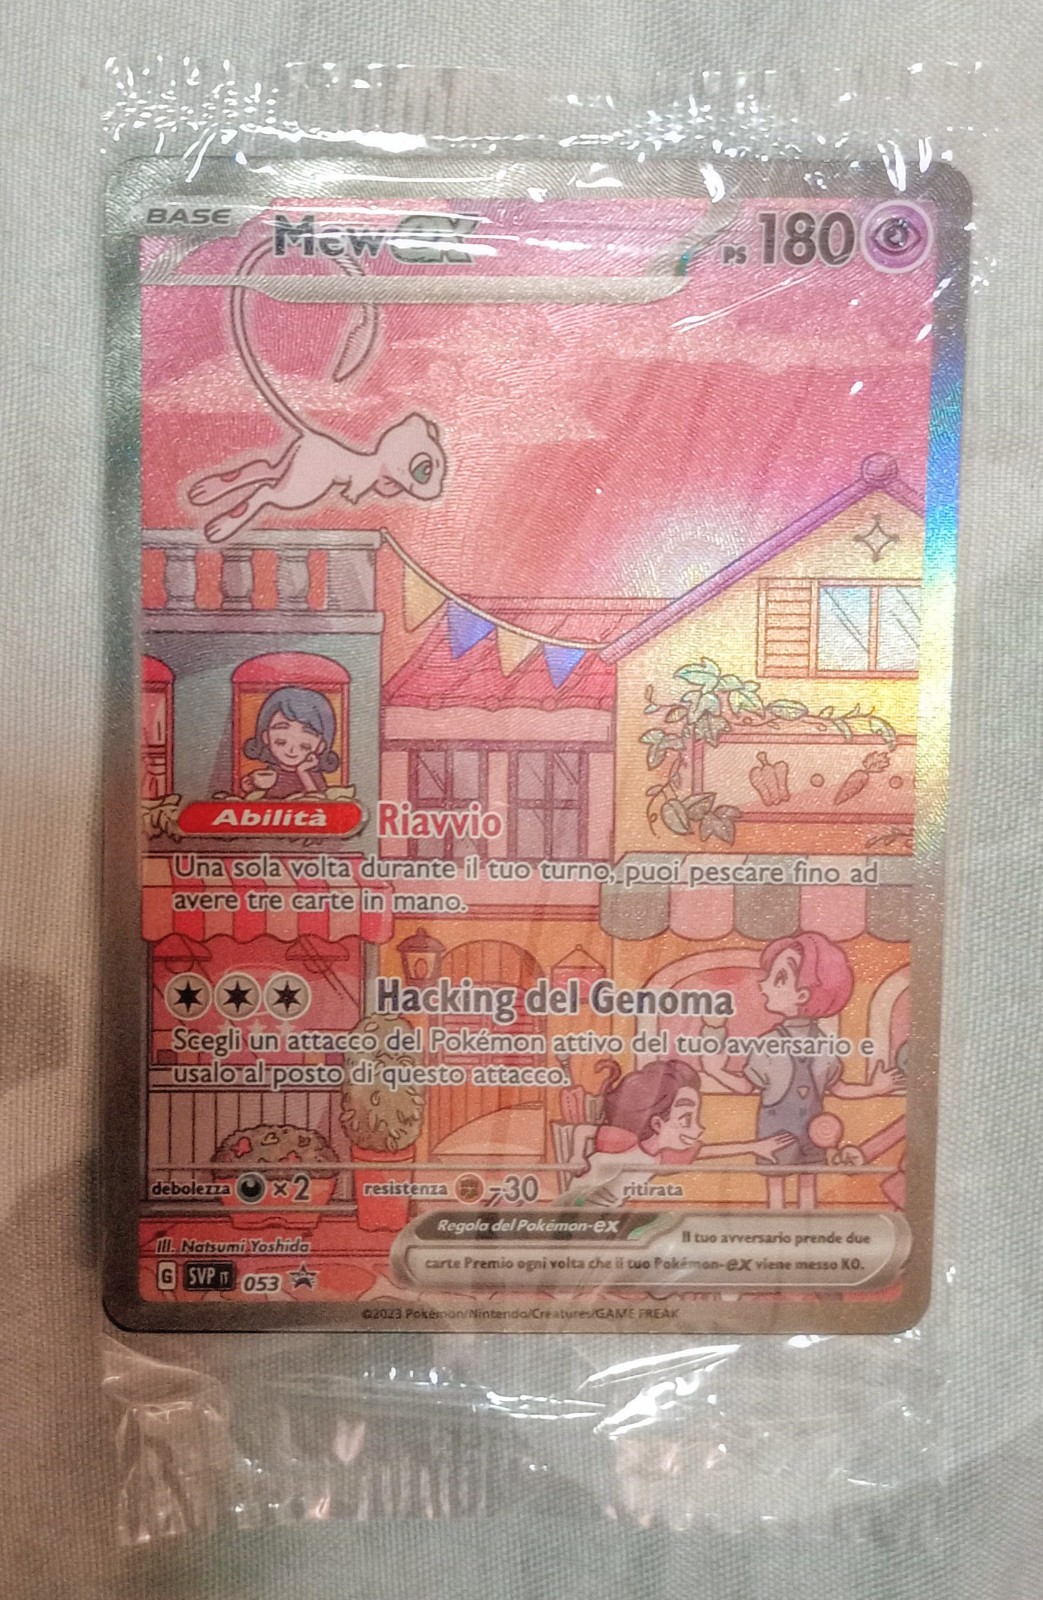 BASE Mew ex PS 180
Abilità Riavvio
Una sola volta durante il tuo turno, puoi pescare fino ad
avere tre carte in mano.
Hacking del Genoma
Scegli un attacco del Pokémon attivo del tuo avversario e
usalo al posto di questo attacco.
debolezza ×2 resistenza -30 ritirata
Ill. Natsumi Yoshida
Regola del Pokémon-ex
Il tuo avversario prende due
carte Premio ogni volta che il tuo Pokémon-ex viene messo KO.
G SVP IT 053
©2023 Pokémon/Nintendo/Creatures/GAME FREAK